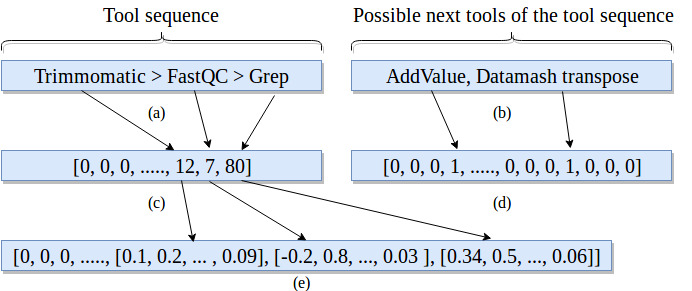 Tool sequence
Possible next tools of the tool sequence
Trimmomatic > FastQC > Grep
AddValue, Datamash transpose
(a)
(b)
[0, 0, 0, ....., 12, 7, 80]
[0, 0, 0, 1, ....., 0, 0, 0, 1, 0, 0, 0]
(c)
(d)
[0, 0, 0, ....., [0.1, 0.2, ... , 0.09], [-0.2, 0.8, ..., 0.03 ], [0.34, 0.5, ..., 0.06]]
(e)